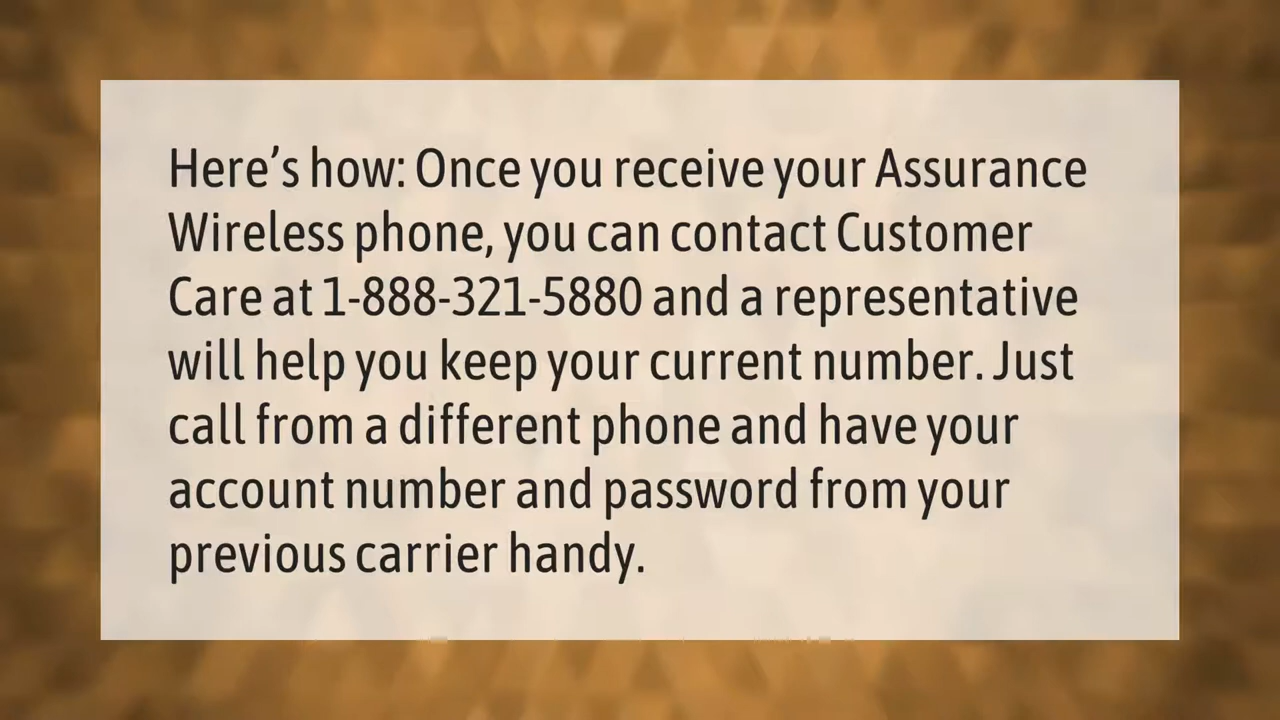 Here’s how: Once you receive your Assurance
Wireless phone, you can contact Customer
Care at 1-888-321-5880 and a representative
will help you keep your current number. Just
call from a different phone and have your
account number and password from your
previous carrier handy.